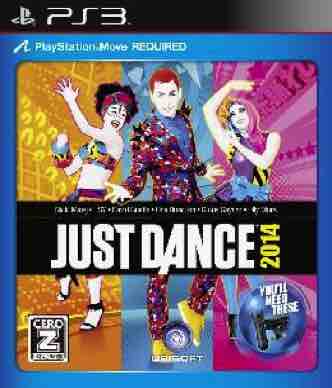 PS3
PlayStation®Move REQUIRED
JUST DANCE
2014
YOU'LL
NEED
THESE
CERO
Z
UBISOFT